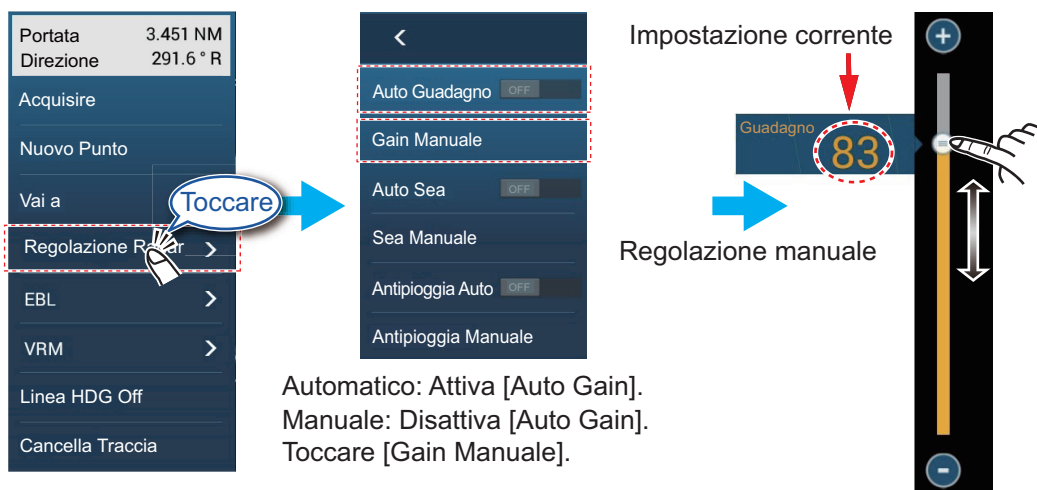 Portata 3.451 NM
Direzione 291.6 ° R
Acquisire
Nuovo Punto
Vai a
Toccare
Regolazione Radar
EBL
VRM
Linea HDG Off
Cancella Traccia
Auto Guadagno OFF
Gain Manuale
Auto Sea OFF
Sea Manuale
Antipioggia Auto OFF
Antipioggia Manuale
Automatico: Attiva [Auto Gain].
Manuale: Disattiva [Auto Gain].
Toccare [Gain Manuale].
Impostazione corrente
Guadagno
83
Regolazione manuale